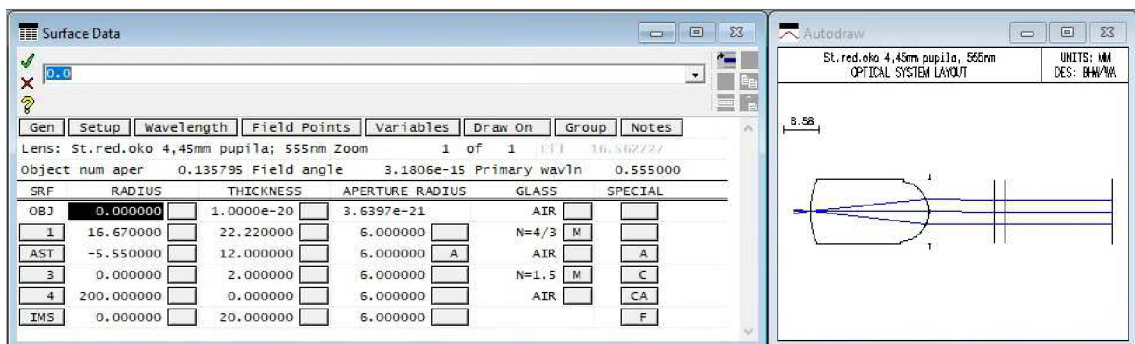 Surface Data
0.0
Gen Setup Wavelength Field Points Variables Draw On Group Notes
Lens: St.red.oko 4,45mm pupila; 555nm Zoom 1 of 1 Efl 16.562727
Object num aper 0.135795 Field angle 3.1806e-15 Primary wavln 0.555000
SRF RADIUS THICKNESS APERTURE RADIUS GLASS SPECIAL
OBJ 0.000000 1.0000e-20 3.6397e-21 AIR
1 16.670000 22.220000 6.000000 N=4/3 M
AST -5.550000 12.000000 6.000000 A AIR A
3 0.000000 2.000000 6.000000 N=1.5 M C
4 200.000000 0.000000 6.000000 AIR CA
IMS 0.000000 20.000000 6.000000 F
Autodraw
St.red.oko 4,45mm pupila, 555nm
OPTICAL SYSTEM LAYOUT
UNITS: MM
DES: BHW/WA
8.58